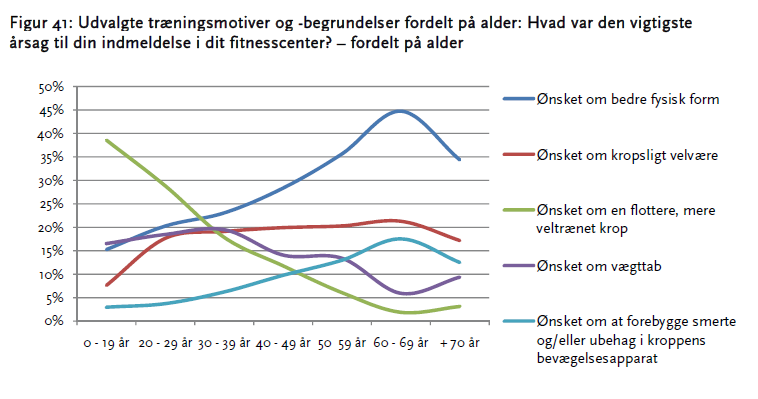 Figur 41: Udvalgte træningsmotiver og -begrundelser fordelt på alder: Hvad var den vigtigste
årsag til din indmeldelse i dit fitnesscenter? – fordelt på alder
50%
45%
40%
35%
30%
25%
20%
15%
10%
5%
0%
0 - 19 år 20 - 29 år 30 - 39 år 40 - 49 år 50 59 år 60 - 69 år +70 år
Ønsket om bedre fysisk form
Ønsket om kropsligt velvære
Ønsket om en flottere, mere
veltrænet krop
Ønsket om vægttab
Ønsket om at forebygge smerte
og/eller ubehag i kroppens
bevægelsesapparat